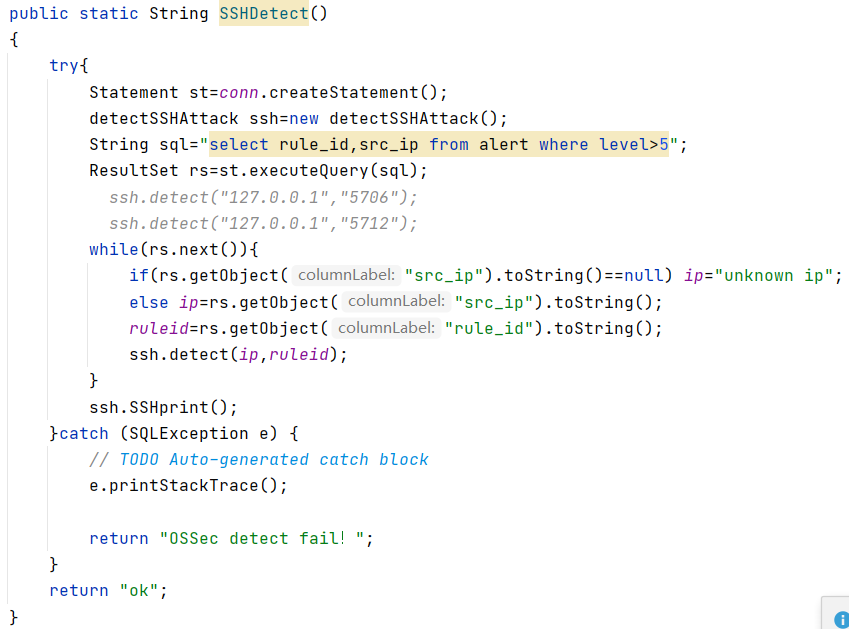 public static String SSHDetect()
{
    try{
        Statement st=conn.createStatement();
        detectSSHAttack ssh=new detectSSHAttack();
        String sql="select rule_id,src_ip from alert where level>5";
        ResultSet rs=st.executeQuery(sql);
          ssh.detect("127.0.0.1","5706");
          ssh.detect("127.0.0.1","5712");
        while(rs.next()){
            if(rs.getObject( columnLabel: "src_ip").toString()==null) ip="unknown ip";
            else ip=rs.getObject( columnLabel: "src_ip").toString();
            ruleid=rs.getObject( columnLabel: "rule_id").toString();
            ssh.detect(ip,ruleid);
        }
        ssh.SSHprint();
    }catch (SQLException e) {
        // TODO Auto-generated catch block
        e.printStackTrace();
        return "OSSec detect fail！";
    }
    return "ok";
}